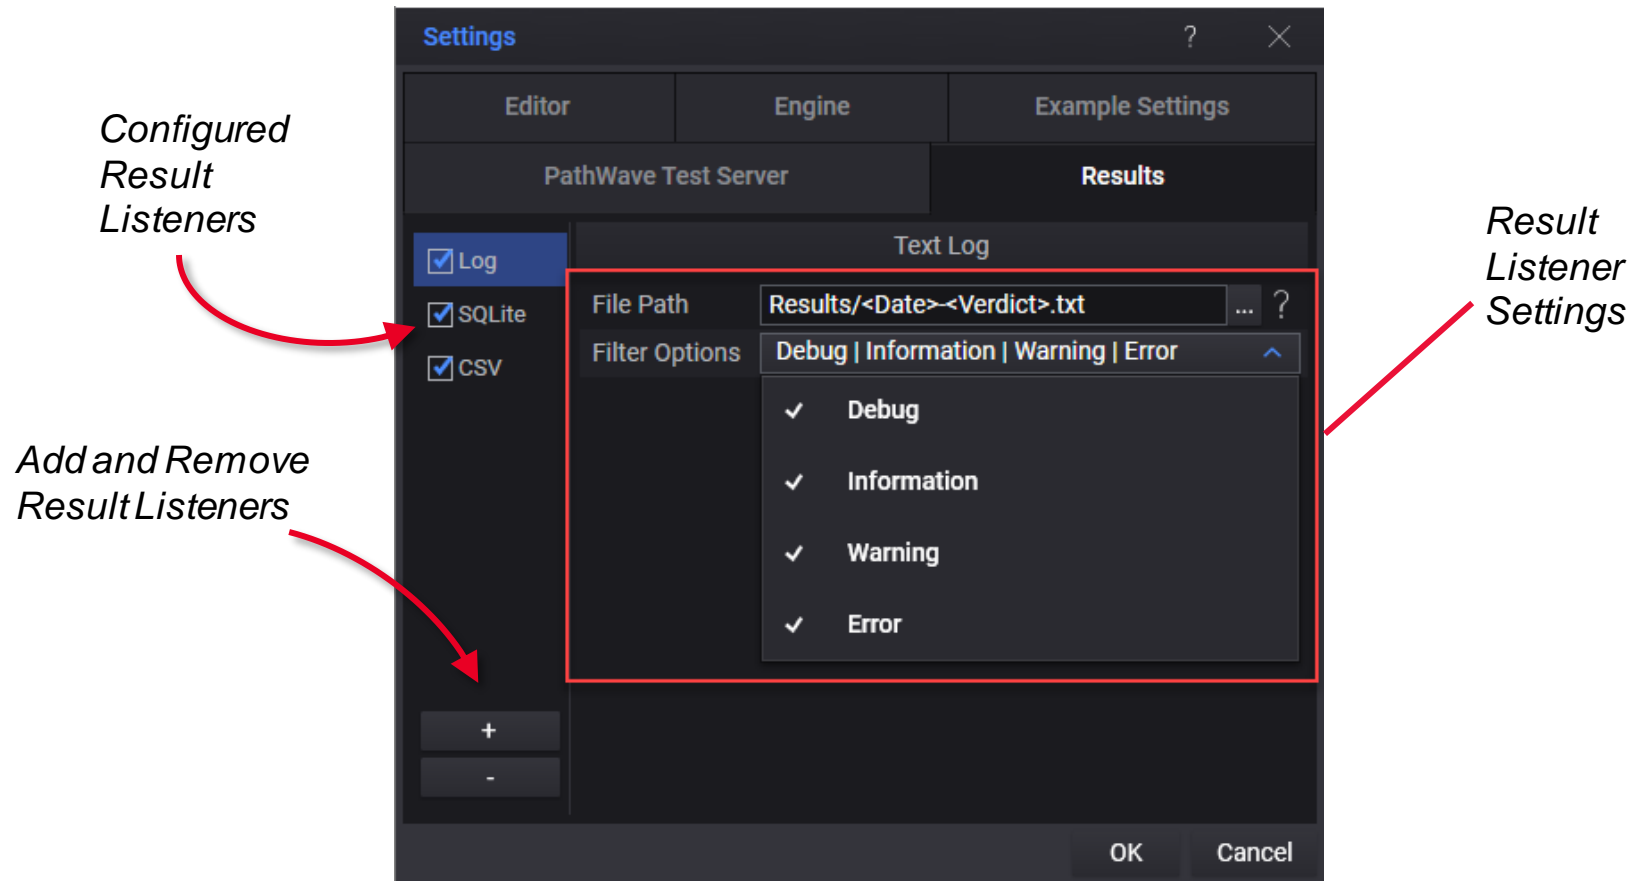 Settings
?
Editor
Engine
Example Settings
PathWave Test Server
Results
Configured
Result
Listeners
Log
SQLite
CSV
Text Log
File Path
Results/<Date>-<Verdict>.txt
...
?
Filter Options
Debug | Information | Warning | Error
Debug
Information
Warning
Error
Result
Listener
Settings
Add and Remove
Result Listeners
+
-
OK
Cancel